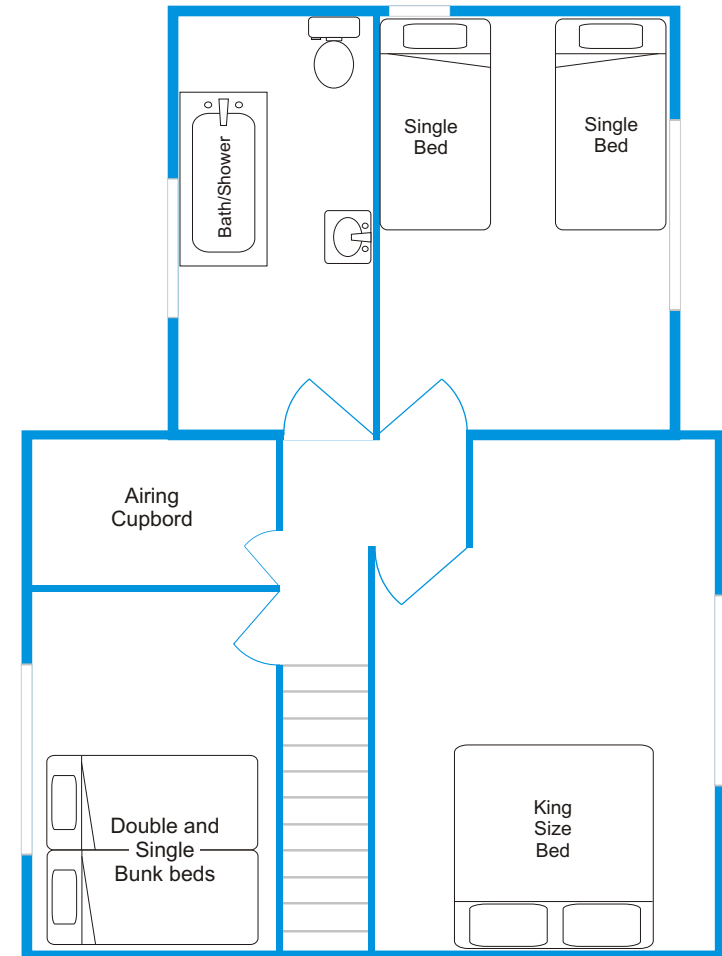 Single
Bed
Single
Bed
Bath/Shower
Airing
Cupbord
Double and
Single
Bunk beds
King
Size
Bed